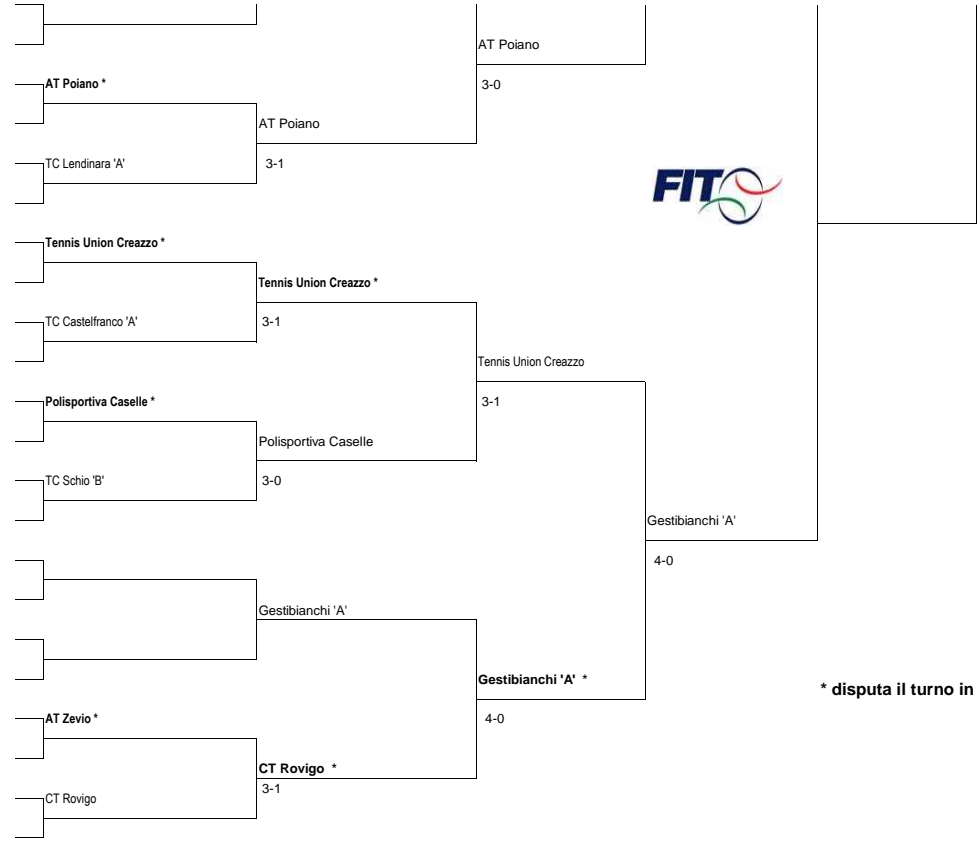 AT Poiano
AT Poiano *
3-0
AT Poiano
TC Lendinara 'A'
3-1
FIT
Tennis Union Creazzo *
Tennis Union Creazzo *
TC Castelfranco 'A'
3-1
Tennis Union Creazzo
Polisportiva Caselle *
3-1
Polisportiva Caselle
TC Schio 'B'
3-0
Gestibianchi 'A'
4-0
Gestibianchi 'A'
Gestibianchi 'A' *
* disputa il turno in
AT Zevio *
4-0
CT Rovigo *
3-1
CT Rovigo